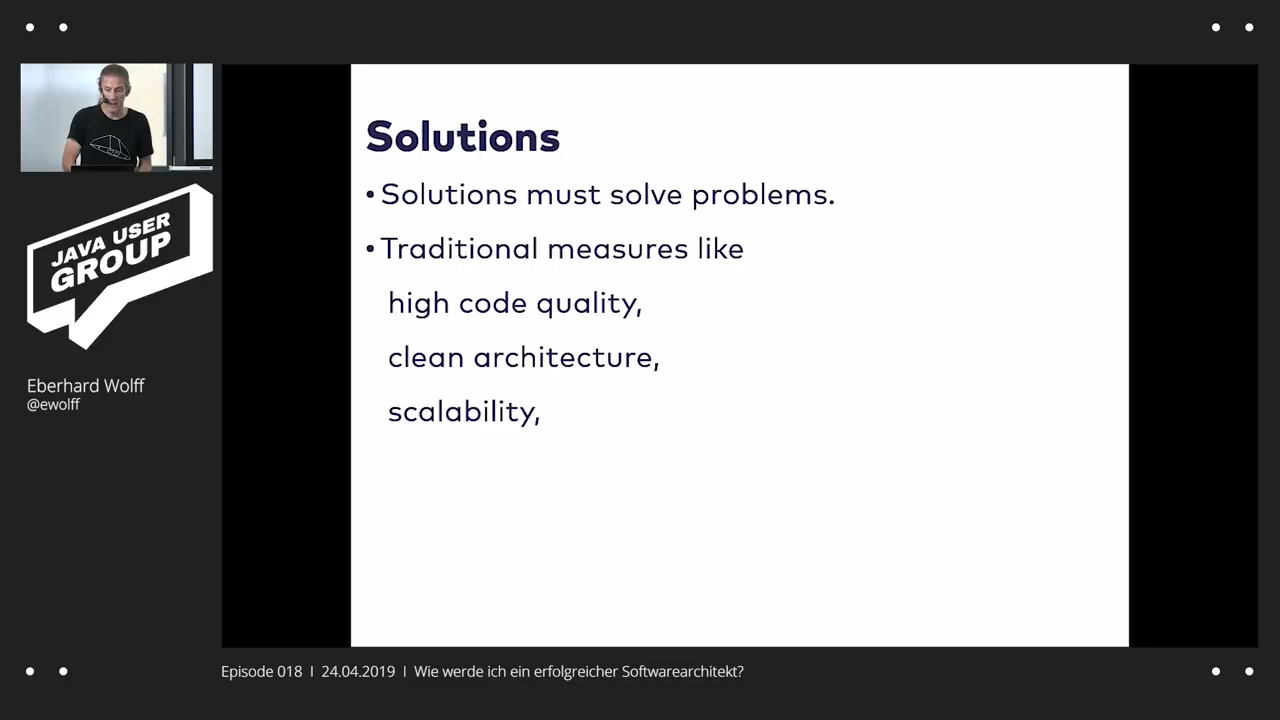 JAVA USER
GROUP
Eberhard Wolff
@ewolff
Solutions
• Solutions must solve problems.
• Traditional measures like
high code quality,
clean architecture,
scalability,
Episode 018 | 24.04.2019 | Wie werde ich ein erfolgreicher Softwarearchitekt?